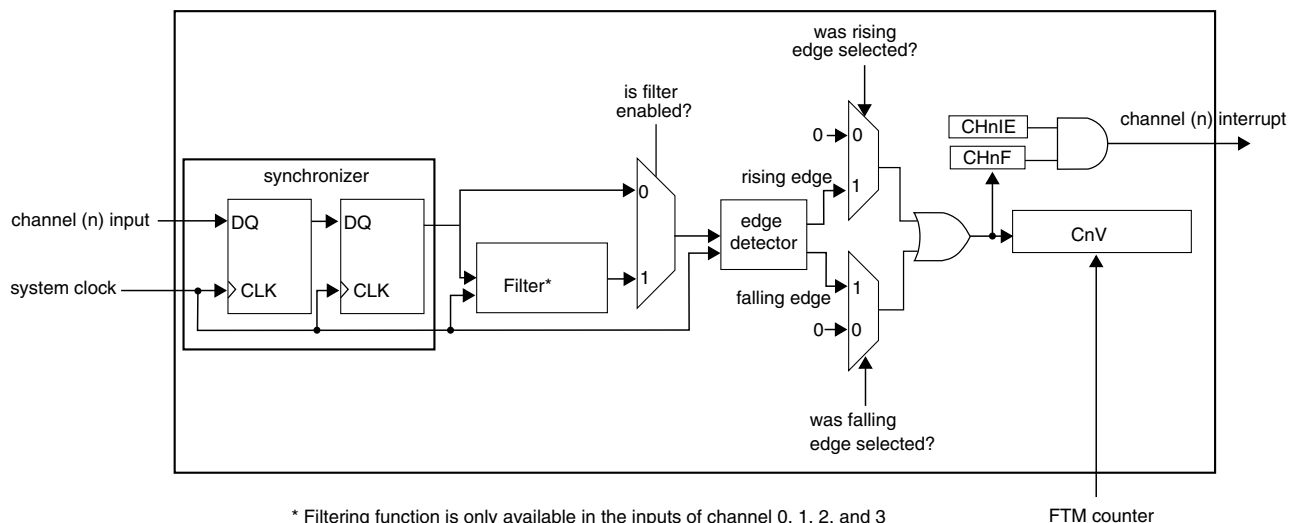 was rising
edge selected?
is filter
enabled?
0
0
CHnIE
channel (n) interrupt
CHnF
synchronizer
rising edge
1
0
channel (n) input
DQ
DQ
edge
detector
CnV
system clock
CLK
CLK
Filter*
1
falling edge
1
0
0
was falling
edge selected?
* Filtering function is only available in the inputs of channel 0, 1, 2, and 3
FTM counter